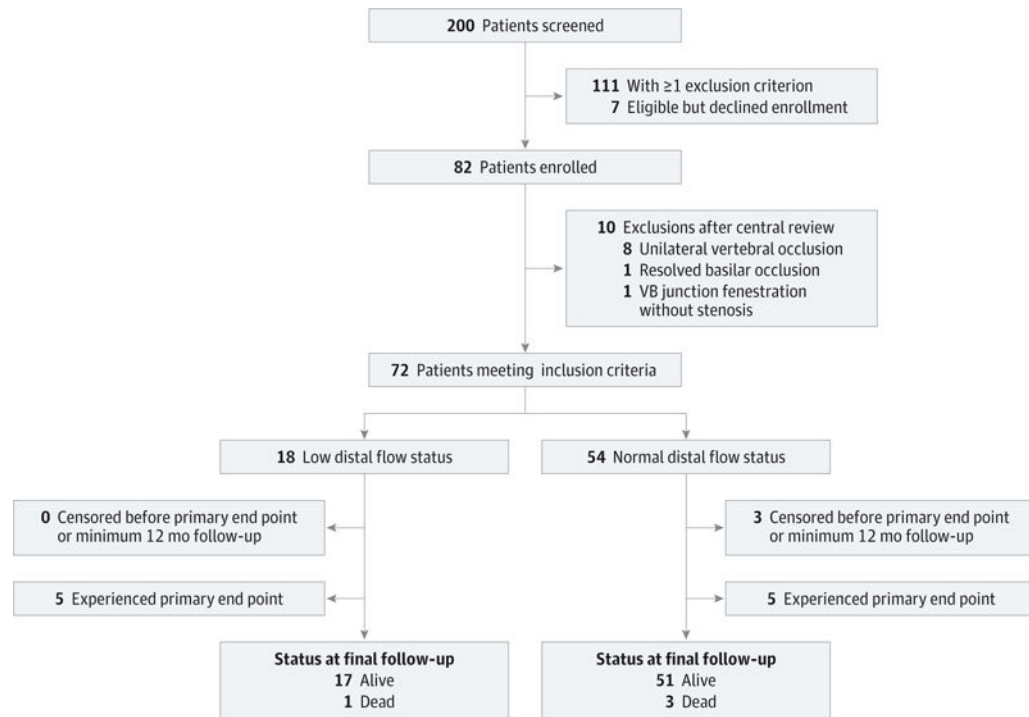 200 Patients screened
111 With ≥1 exclusion criterion
7 Eligible but declined enrollment
82 Patients enrolled
10 Exclusions after central review
8 Unilateral vertebral occlusion
1 Resolved basilar occlusion
1 VB junction fenestration
without stenosis
72 Patients meeting inclusion criteria
18 Low distal flow status
54 Normal distal flow status
0 Censored before primary end point
or minimum 12 mo follow-up
3 Censored before primary end point
or minimum 12 mo follow-up
5 Experienced primary end point
5 Experienced primary end point
Status at final follow-up
17 Alive
1 Dead
Status at final follow-up
51 Alive
3 Dead